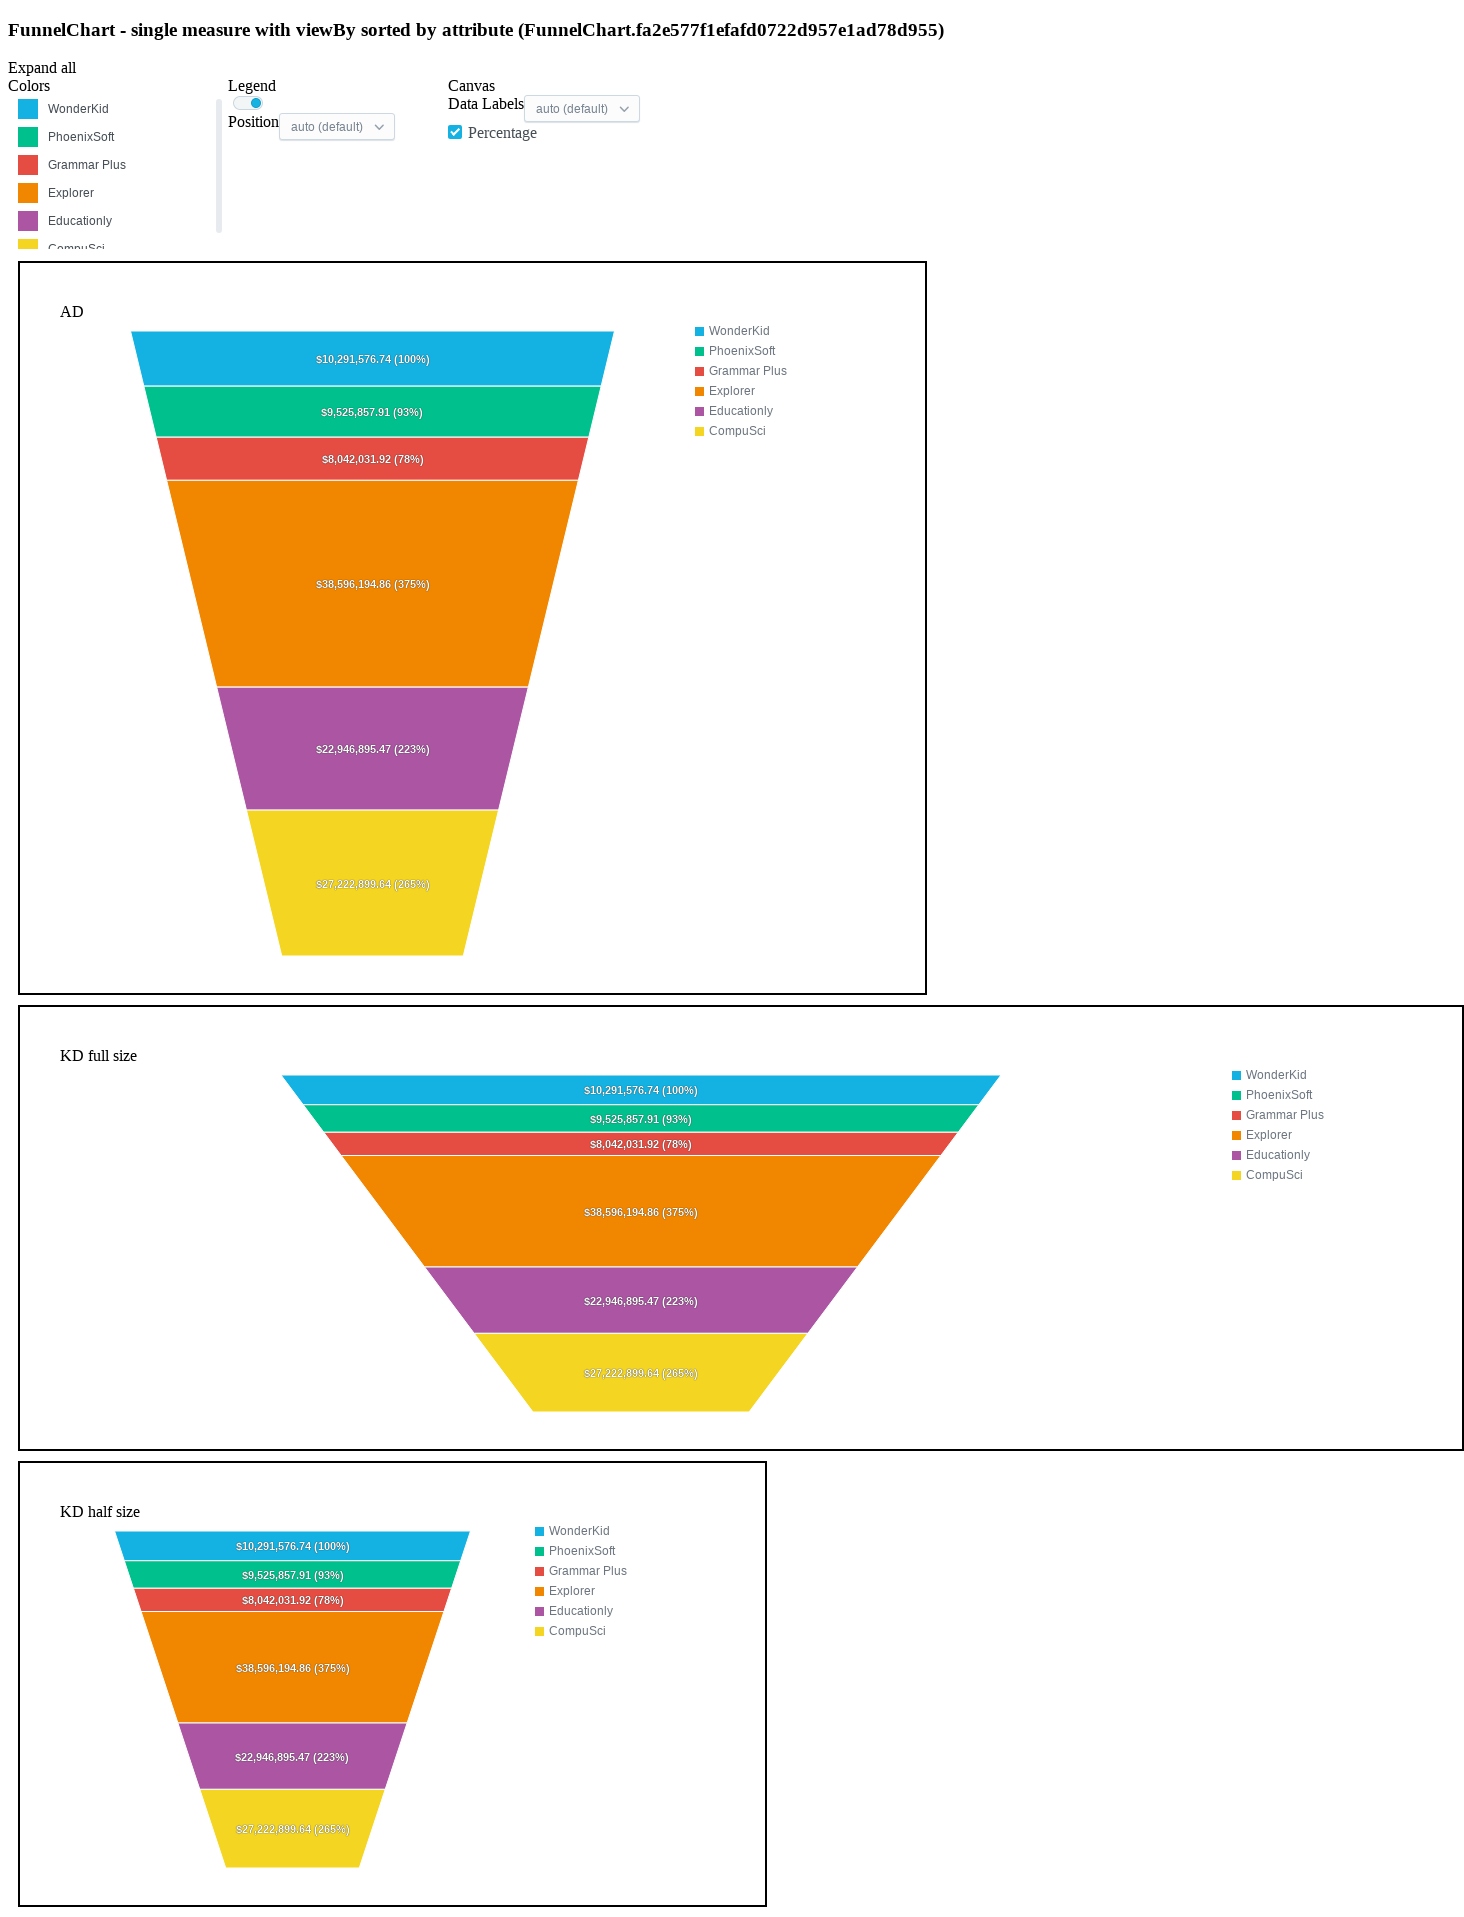 FunnelChart - single measure with viewBy sorted by attribute (FunnelChart.fa2e577f1efafd0722d957e1ad78d955)
Expand all
Colors
WonderKid
PhoenixSoft
Grammar Plus
Explorer
Educationly
CompuSci
Legend
Position auto (default)
Canvas
Data Labels auto (default)
Percentage
AD
$10,291,576.74 (100%)
$9,525,857.91 (93%)
$8,042,031.92 (78%)
$38,596,194.86 (375%)
$22,946,895.47 (223%)
$27,222,899.64 (265%)
WonderKid
PhoenixSoft
Grammar Plus
Explorer
Educationly
CompuSci
KD full size
$10,291,576.74 (100%)
$9,525,857.91 (93%)
$8,042,031.92 (78%)
$38,596,194.86 (375%)
$22,946,895.47 (223%)
$27,222,899.64 (265%)
WonderKid
PhoenixSoft
Grammar Plus
Explorer
Educationly
CompuSci
KD half size
$10,291,576.74 (100%)
$9,525,857.91 (93%)
$8,042,031.92 (78%)
$38,596,194.86 (375%)
$22,946,895.47 (223%)
$27,222,899.64 (265%)
WonderKid
PhoenixSoft
Grammar Plus
Explorer
Educationly
CompuSci